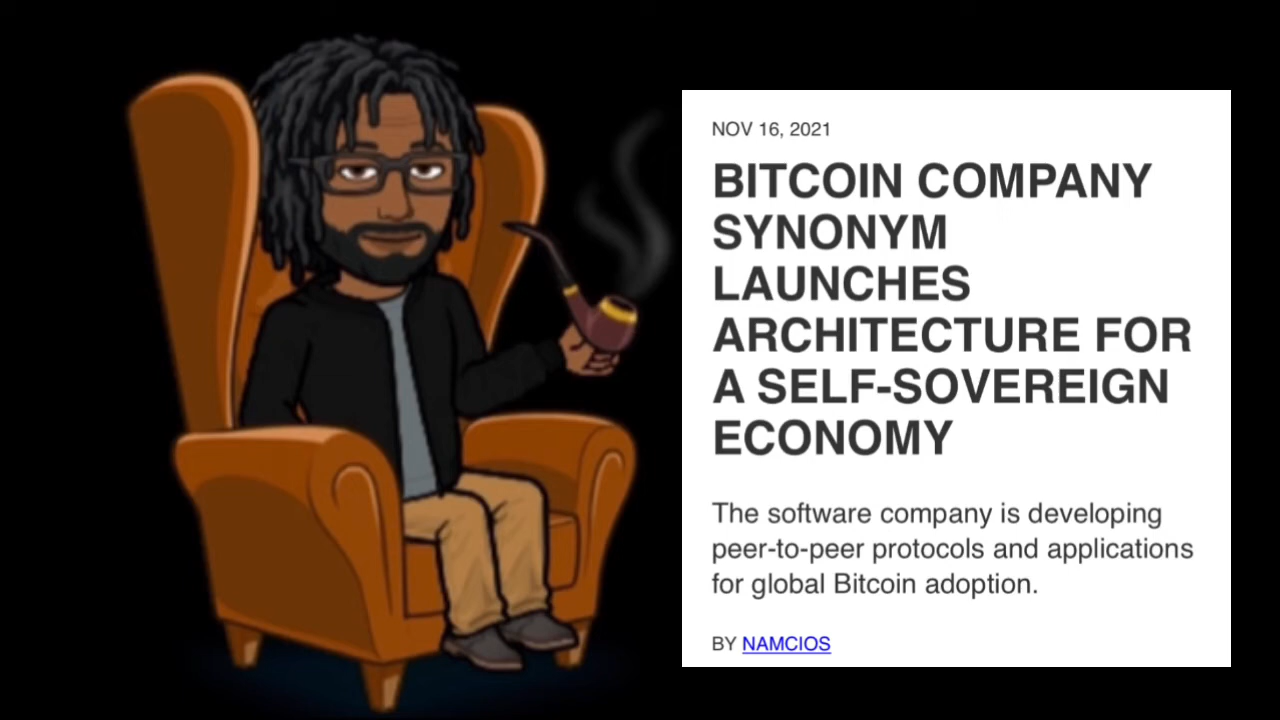 NOV 16, 2021
BITCOIN COMPANY
SYNONYM
LAUNCHES
ARCHITECTURE FOR
A SELF-SOVEREIGN
ECONOMY
The software company is developing
peer-to-peer protocols and applications
for global Bitcoin adoption.
BY NAMCIOS